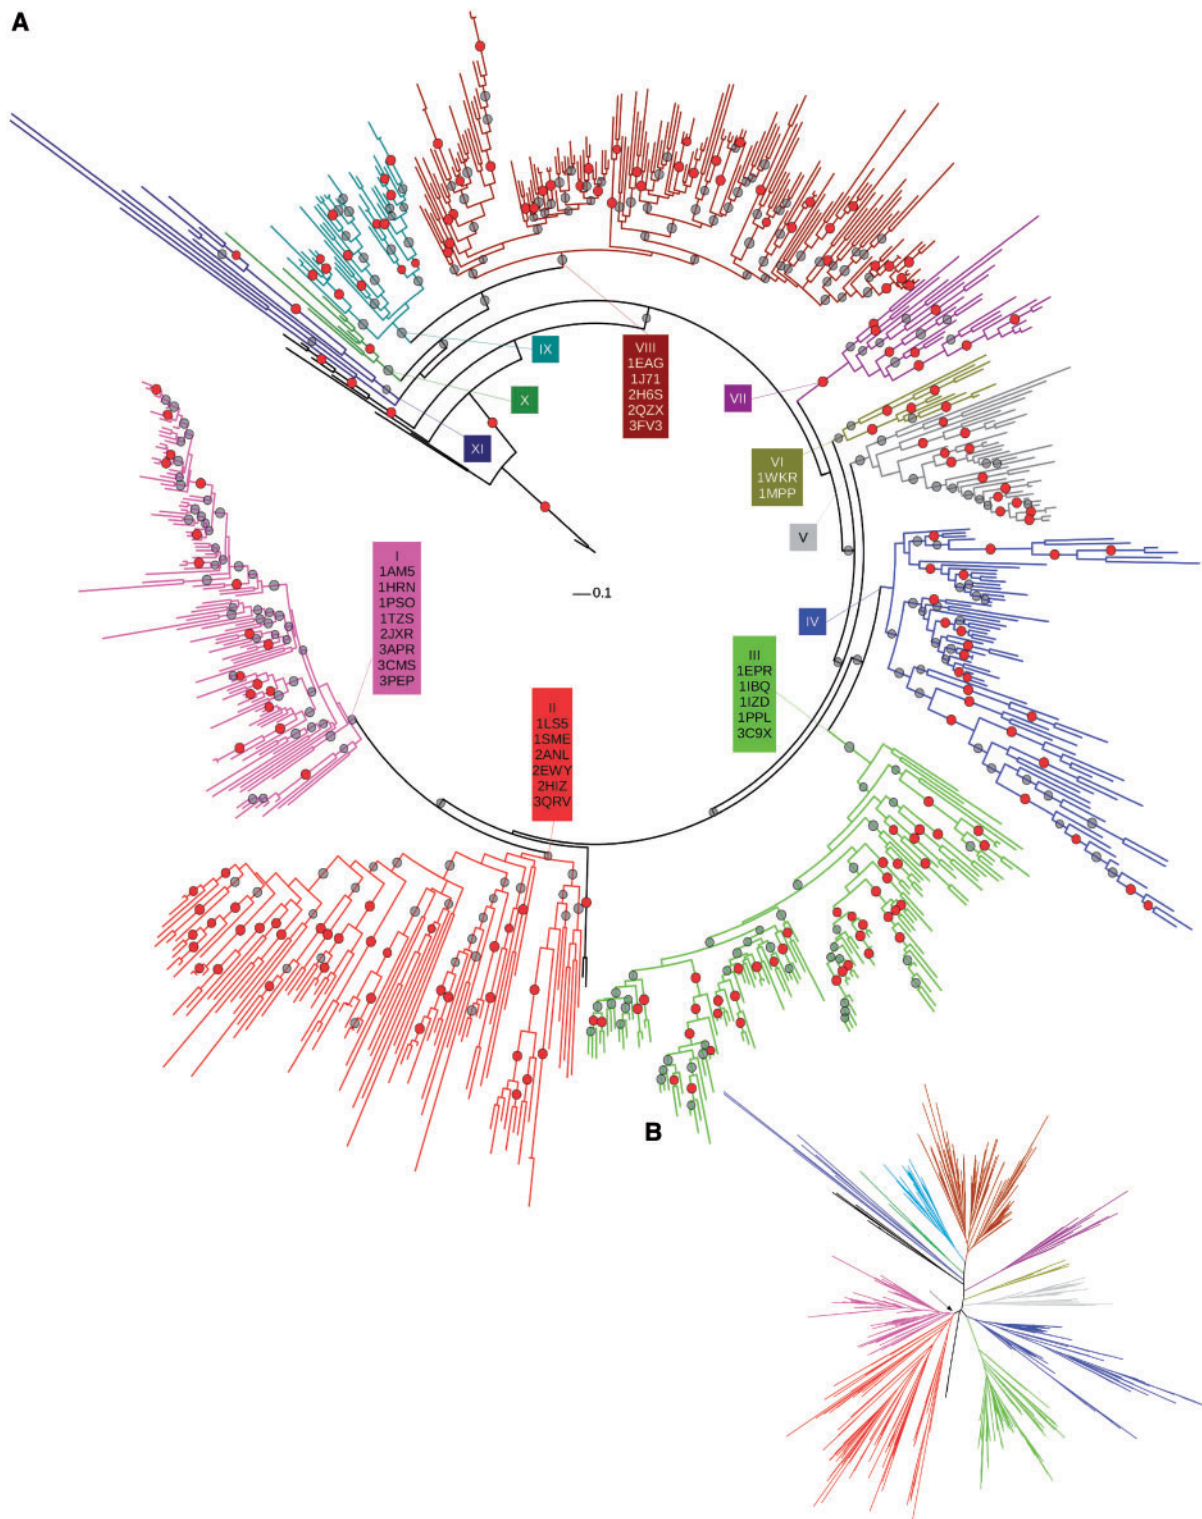 A
IX
VIII
1EAG
1J71
2H6S
2QZX
3FV3
X
VII
XI
VI
1WKR
1MPP
V
I
1AM5
1HRN
1PSO
1TZS
2JXR
3APR
3CMS
3PEP
0.1
IV
III
1EPR
1IBQ
1IZD
1PPL
3C9X
II
1LS5
1SME
2ANL
2EWY
2HIZ
3QRV
B